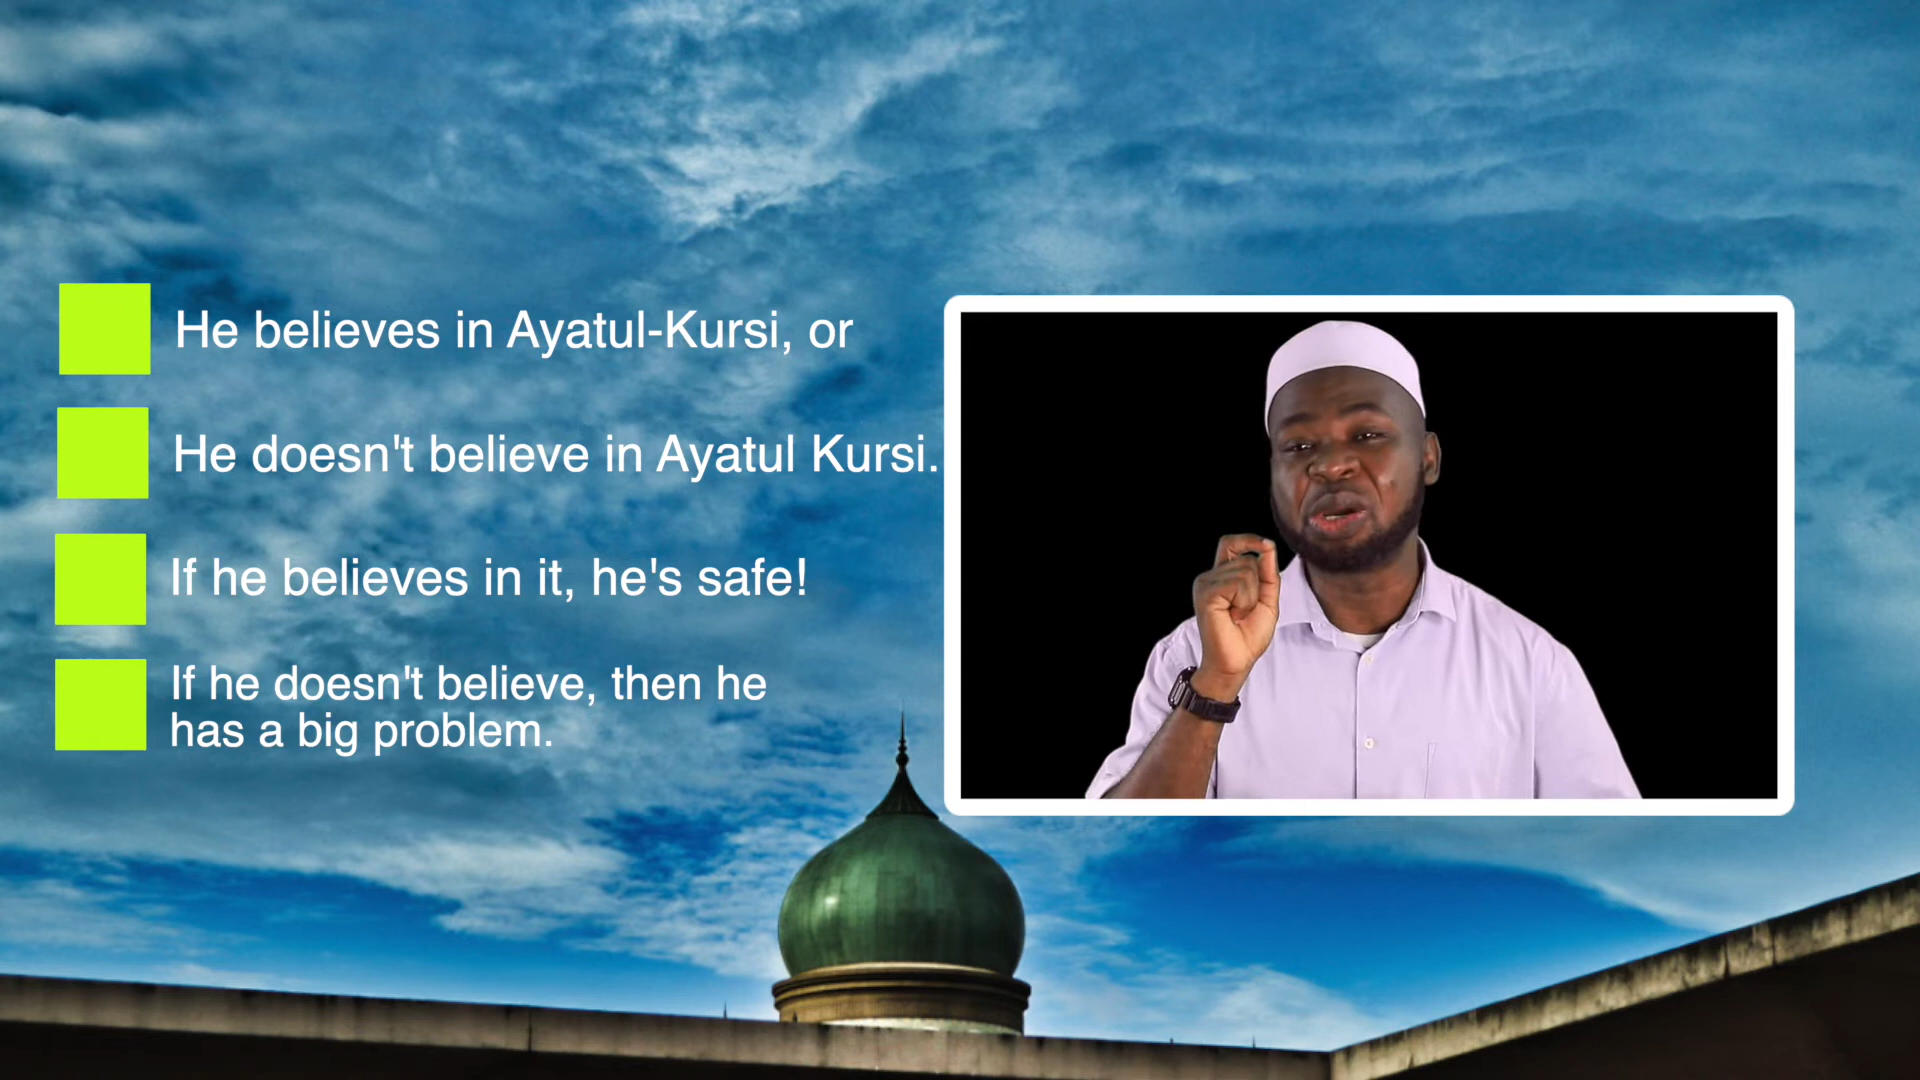 He believes in Ayatul-Kursi, or
He doesn't believe in Ayatul Kursi.
If he believes in it, he's safe!
If he doesn't believe, then he
has a big problem.